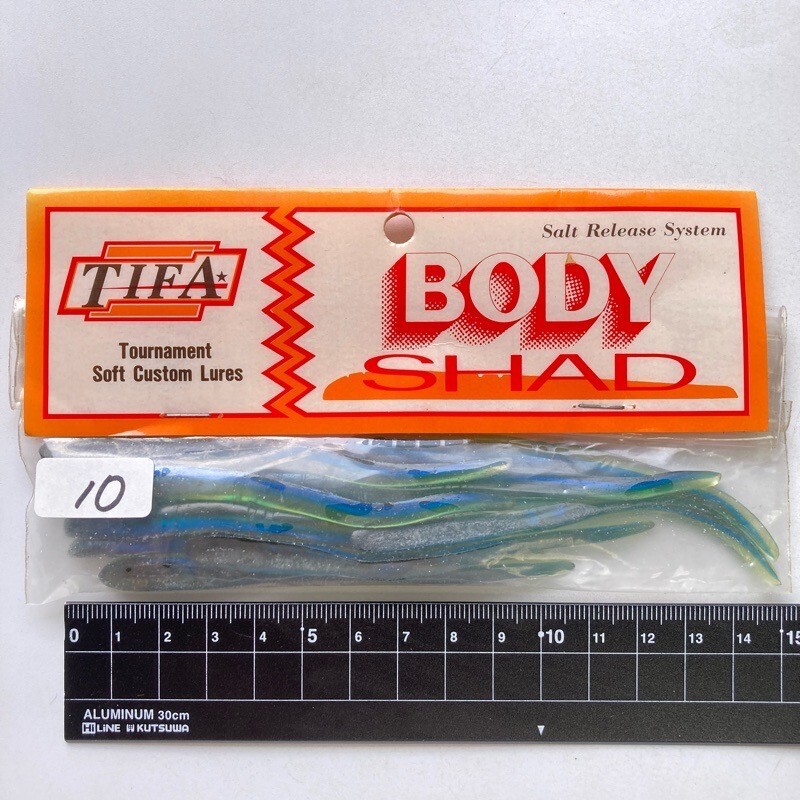 Salt Release System
TIFA
BODY
SHAD
Tournament
Soft Custom Lures
10
0 1 2 3 4 5 6 7 8 9 10 11 12 13 14 15
ALUMINUM 30cm
Hi LiNE KUTSUWA